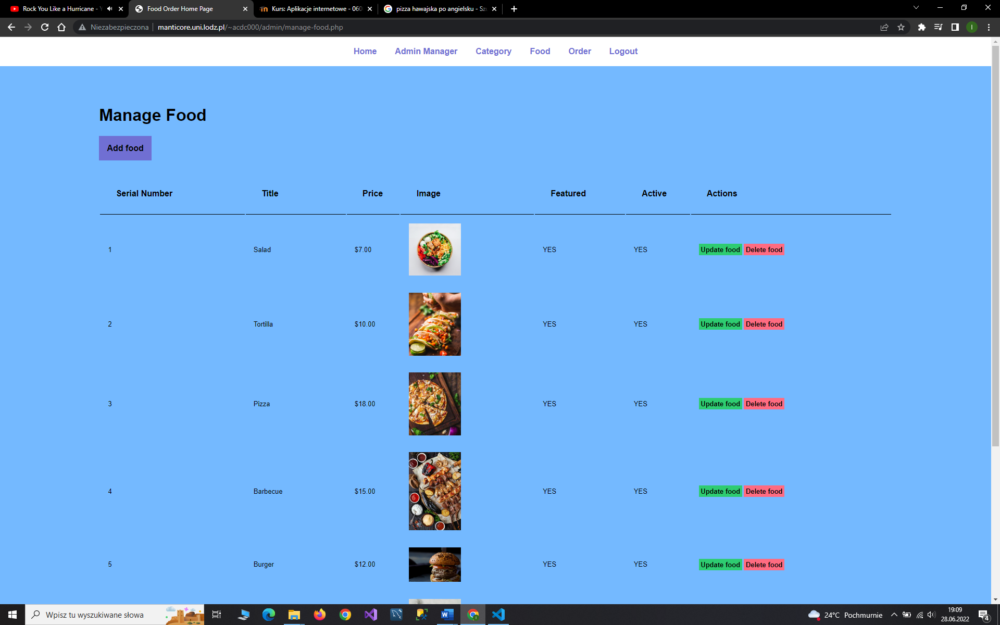 Rock You Like a Hurricane -
Food Order Home Page
Kurs: Aplikacje internetowe - 060
pizza hawajska po angielsku - Sz
Niezabezpieczona
manticore.uni.lodz.pl/~acdc000/admin/manage-food.php
I
Home Admin Manager Category Food Order Logout
Manage Food
Add food
Serial Number Title Price Image Featured Active Actions
1 Salad $7.00 YES YES Update food Delete food
2 Tortilla $10.00 YES YES Update food Delete food
3 Pizza $18.00 YES YES Update food Delete food
4 Barbecue $15.00 YES YES Update food Delete food
5 Burger $12.00 YES YES Update food Delete food
Wpisz tu wyszukiwane słowa
24°C Pochmurnie
19:09
28.06.2022
4